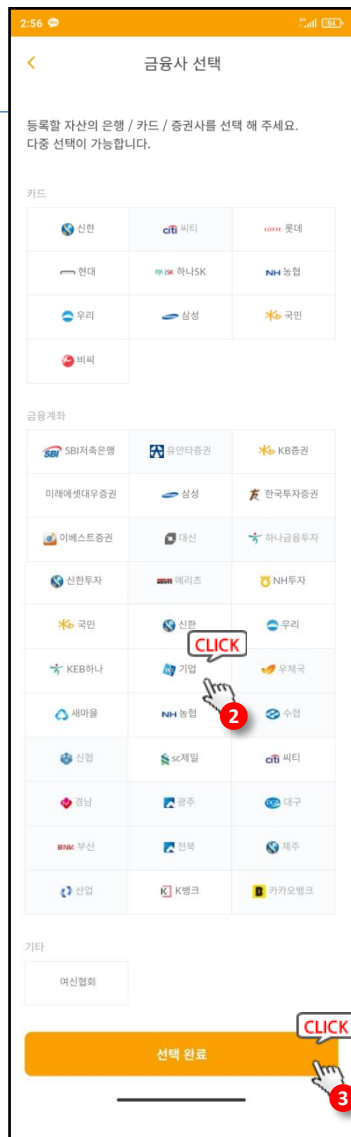 2:56 54
금융사 선택
등록할 자산의 은행 / 카드 / 증권사를 선택 해 주세요.
다중 선택이 가능합니다.
카드
신한 citi 씨티 LOTTE 롯데
현대 하나SK NH 농협
우리 삼성 Kb 국민
비씨
금융계좌
SBI SBI저축은행 유안타증권 Kb KB증권
미래에셋대우증권 삼성 한국투자증권
이베스트증권 대신 하나금융투자
신한투자 메리츠 NH투자
Kb 국민 신한 우리
CLICK
KEB하나 기업 우체국
2
새마을 NH 농협 수협
신협 sc제일 citi 씨티
경남 광주 DGB 대구
BNK 부산 전북 제주
산업 K K뱅크 B 카카오뱅크
기타
여신협회
CLICK
선택 완료
3